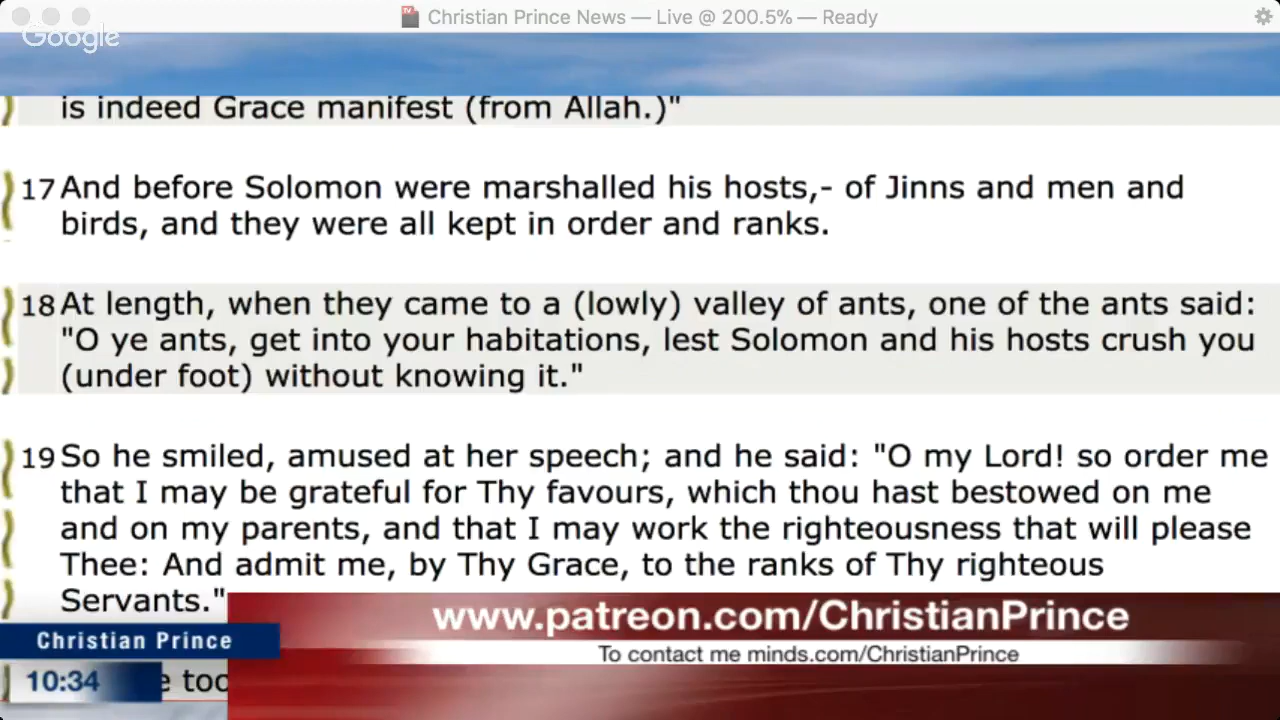 Christian Prince News — Live @ 200.5% — Ready
Google
is indeed Grace manifest (from Allah.)"
17 And before Solomon were marshalled his hosts,- of Jinns and men and
birds, and they were all kept in order and ranks.
18 At length, when they came to a (lowly) valley of ants, one of the ants said:
"O ye ants, get into your habitations, lest Solomon and his hosts crush you
(under foot) without knowing it."
19 So he smiled, amused at her speech; and he said: "O my Lord! so order me
that I may be grateful for Thy favours, which thou hast bestowed on me
and on my parents, and that I may work the righteousness that will please
Thee: And admit me, by Thy Grace, to the ranks of Thy righteous
Servants."
www.patreon.com/ChristianPrince
Christian Prince
To contact me minds.com/ChristianPrince
10:34